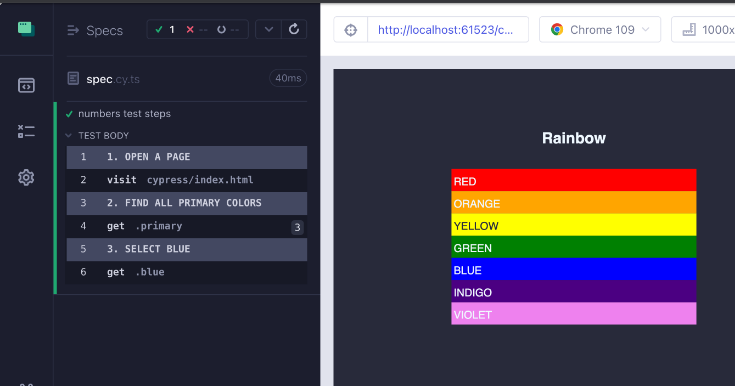 Specs
1 -- --
http://localhost:61523/c...
Chrome 109
1000x
spec.cy.ts
40ms
numbers test steps
TEST BODY
1 1. OPEN A PAGE
2 visit cypress/index.html
3 2. FIND ALL PRIMARY COLORS
4 get .primary 3
5 3. SELECT BLUE
6 get .blue
Rainbow
RED
ORANGE
YELLOW
GREEN
BLUE
INDIGO
VIOLET